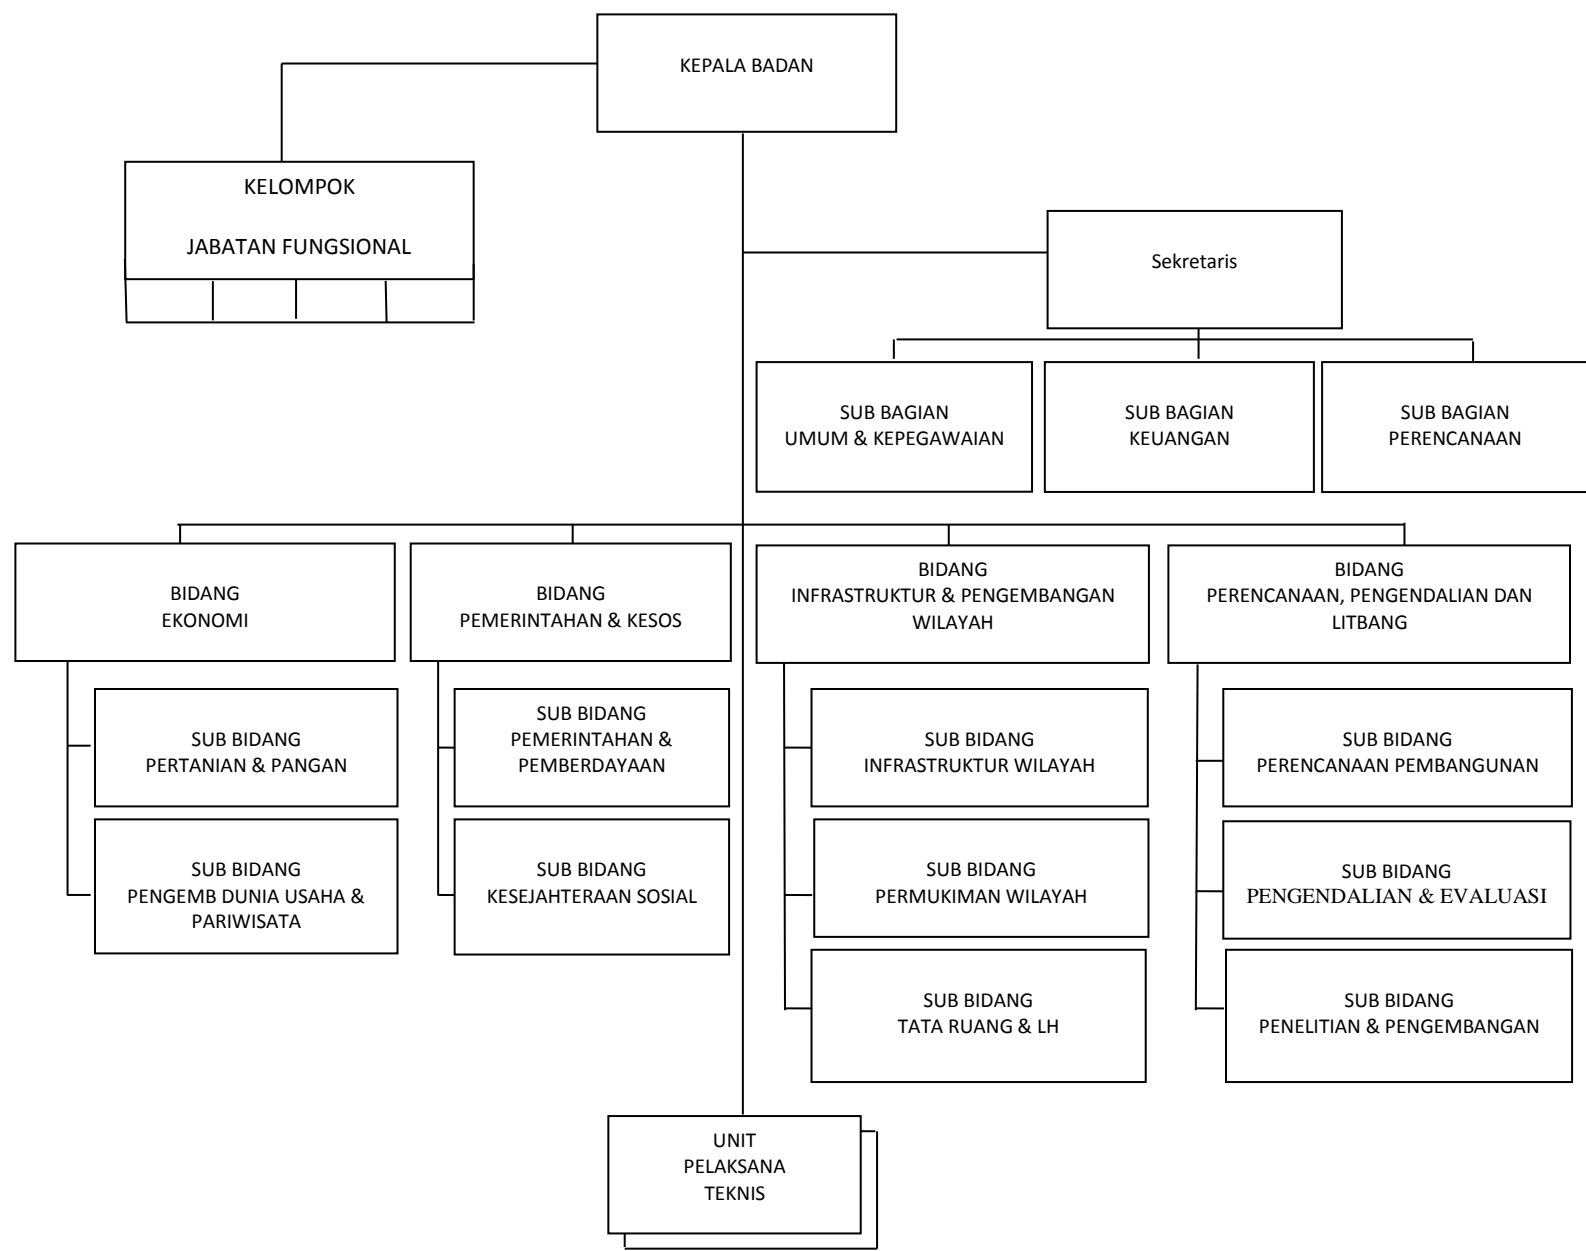 KEPALA BADAN
KELOMPOK
JABATAN FUNGSIONAL
Sekretaris
SUB BAGIAN
UMUM & KEPEGAWAIAN
SUB BAGIAN
KEUANGAN
SUB BAGIAN
PERENCANAAN
BIDANG
EKONOMI
BIDANG
PEMERINTAHAN & KESOS
BIDANG
INFRASTRUKTUR & PENGEMBANGAN
WILAYAH
BIDANG
PERENCANAAN, PENGENDALIAN DAN
LITBANG
SUB BIDANG
PERTANIAN & PANGAN
SUB BIDANG
PEMERINTAHAN &
PEMBERDAYAAN
SUB BIDANG
INFRASTRUKTUR WILAYAH
SUB BIDANG
PERENCANAAN PEMBANGUNAN
SUB BIDANG
PENGEMB DUNIA USAHA &
PARIWISATA
SUB BIDANG
KESEJAHTERAAN SOSIAL
SUB BIDANG
PERMUKIMAN WILAYAH
SUB BIDANG
PENGENDALIAN & EVALUASI
SUB BIDANG
TATA RUANG & LH
SUB BIDANG
PENELITIAN & PENGEMBANGAN
UNIT
PELAKSANA
TEKNIS